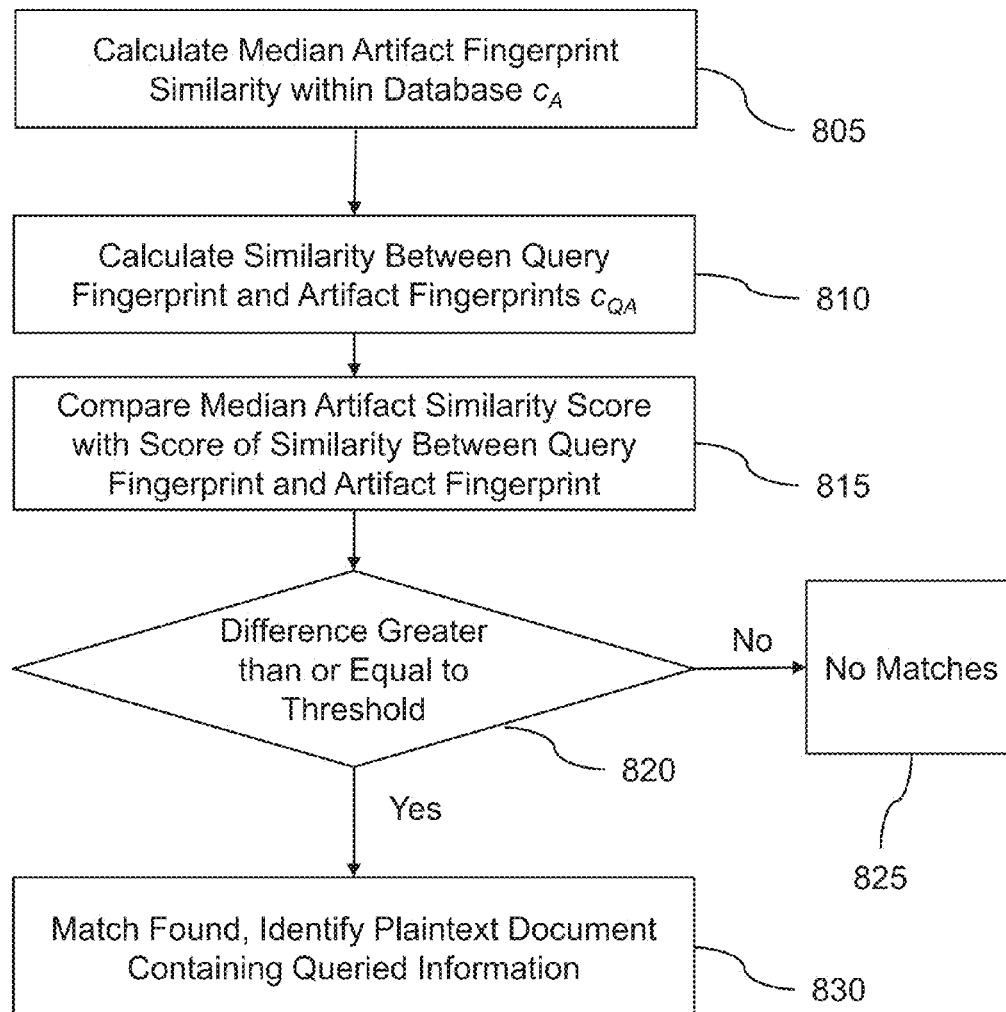 Calculate Median Artifact Fingerprint
Similarity within Database c_A
805
Calculate Similarity Between Query
Fingerprint and Artifact Fingerprints c_QA
810
Compare Median Artifact Similarity Score
with Score of Similarity Between Query
Fingerprint and Artifact Fingerprint
815
Difference Greater
than or Equal to
Threshold
820
No
No Matches
825
Yes
Match Found, Identify Plaintext Document
Containing Queried Information
830